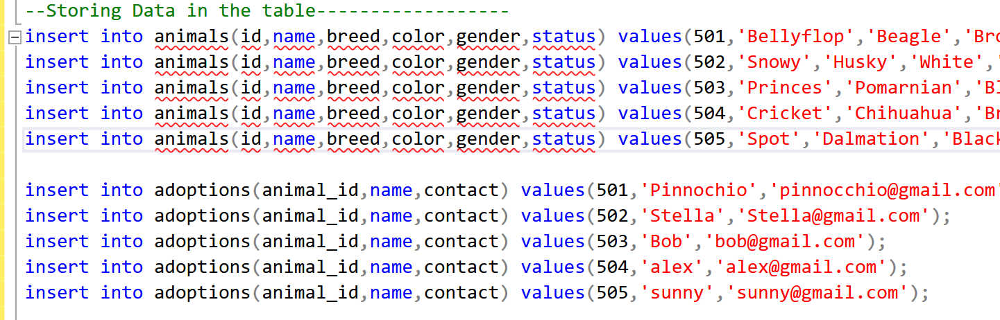 --Storing Data in the table------------------
insert into animals(id,name,breed,color,gender,status) values(501,'Bellyflop','Beagle','Bro
insert into animals(id,name,breed,color,gender,status) values(502,'Snowy','Husky','White','
insert into animals(id,name,breed,color,gender,status) values(503,'Princes','Pomarnian','Bl
insert into animals(id,name,breed,color,gender,status) values(504,'Cricket','Chihuahua','Br
insert into animals(id,name,breed,color,gender,status) values(505,'Spot','Dalmation','Black
insert into adoptions(animal_id,name,contact) values(501,'Pinnochio','pinnocchio@gmail.com'
insert into adoptions(animal_id,name,contact) values(502,'Stella','Stella@gmail.com');
insert into adoptions(animal_id,name,contact) values(503,'Bob','bob@gmail.com');
insert into adoptions(animal_id,name,contact) values(504,'alex','alex@gmail.com');
insert into adoptions(animal_id,name,contact) values(505,'sunny','sunny@gmail.com');